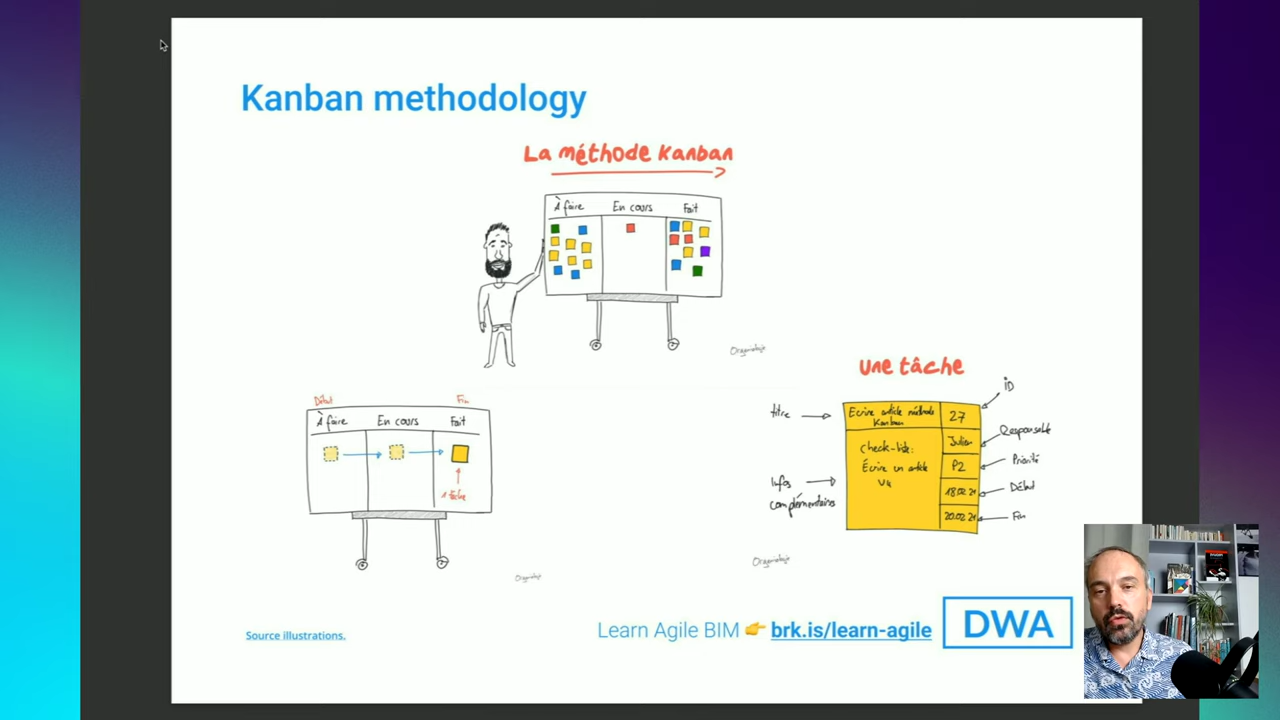 Kanban methodology
La méthode Kanban
À faire
En cours
Fait
Début
Fin
À faire
En cours
Fait
1 tâche
une tâche
ID
titre
Ecrire article méthode
Kanban
27
Responsable
Julien
Check-liste:
Écrire un article
V4
P2
Priorité
Infos
complémentaires
18.02.21
Début
20.02.21
Fin
Source illustrations.
Learn Agile BIM 👉 brk.is/learn-agile
DWA